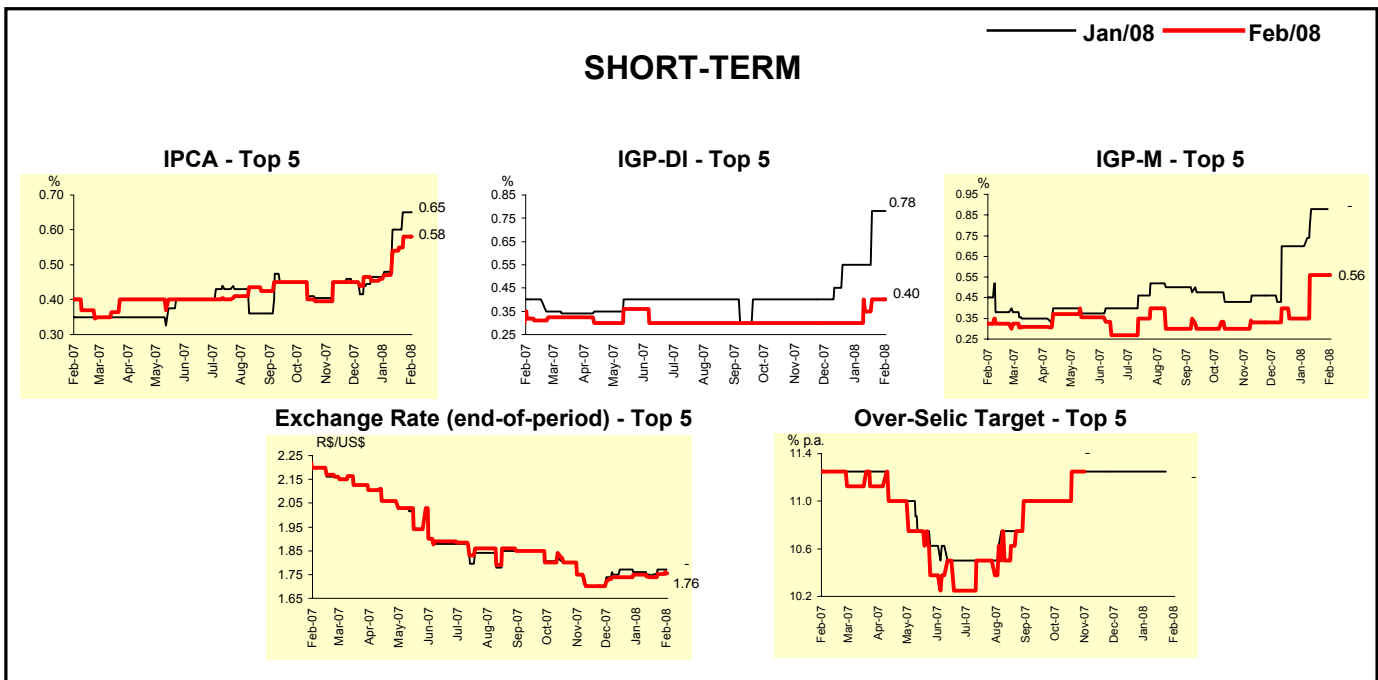 Jan/08
Feb/08
SHORT-TERM
IPCA - Top 5
%
0.70
0.60
0.50
0.40
0.30
0.65
0.58
Feb-07
Mar-07
Apr-07
May-07
Jun-07
Jul-07
Aug-07
Sep-07
Oct-07
Nov-07
Dec-07
Jan-08
Feb-08
IGP-DI - Top 5
%
0.85
0.75
0.65
0.55
0.45
0.35
0.25
0.78
0.40
Feb-07
Mar-07
Apr-07
May-07
Jun-07
Jul-07
Aug-07
Sep-07
Oct-07
Nov-07
Dec-07
Jan-08
Feb-08
IGP-M - Top 5
%
0.95
0.85
0.75
0.65
0.55
0.45
0.35
0.25
-
0.56
Feb-07
Mar-07
Apr-07
May-07
Jun-07
Jul-07
Aug-07
Sep-07
Oct-07
Nov-07
Dec-07
Jan-08
Feb-08
Exchange Rate (end-of-period) - Top 5
R$/US$
2.25
2.15
2.05
1.95
1.85
1.75
1.65
-
1.76
Feb-07
Mar-07
Apr-07
May-07
Jun-07
Jul-07
Aug-07
Sep-07
Oct-07
Nov-07
Dec-07
Jan-08
Feb-08
Over-Selic Target - Top 5
% p.a.
11.4
11.0
10.6
10.2
-
-
Feb-07
Mar-07
Apr-07
May-07
Jun-07
Jul-07
Aug-07
Sep-07
Oct-07
Nov-07
Dec-07
Jan-08
Feb-08